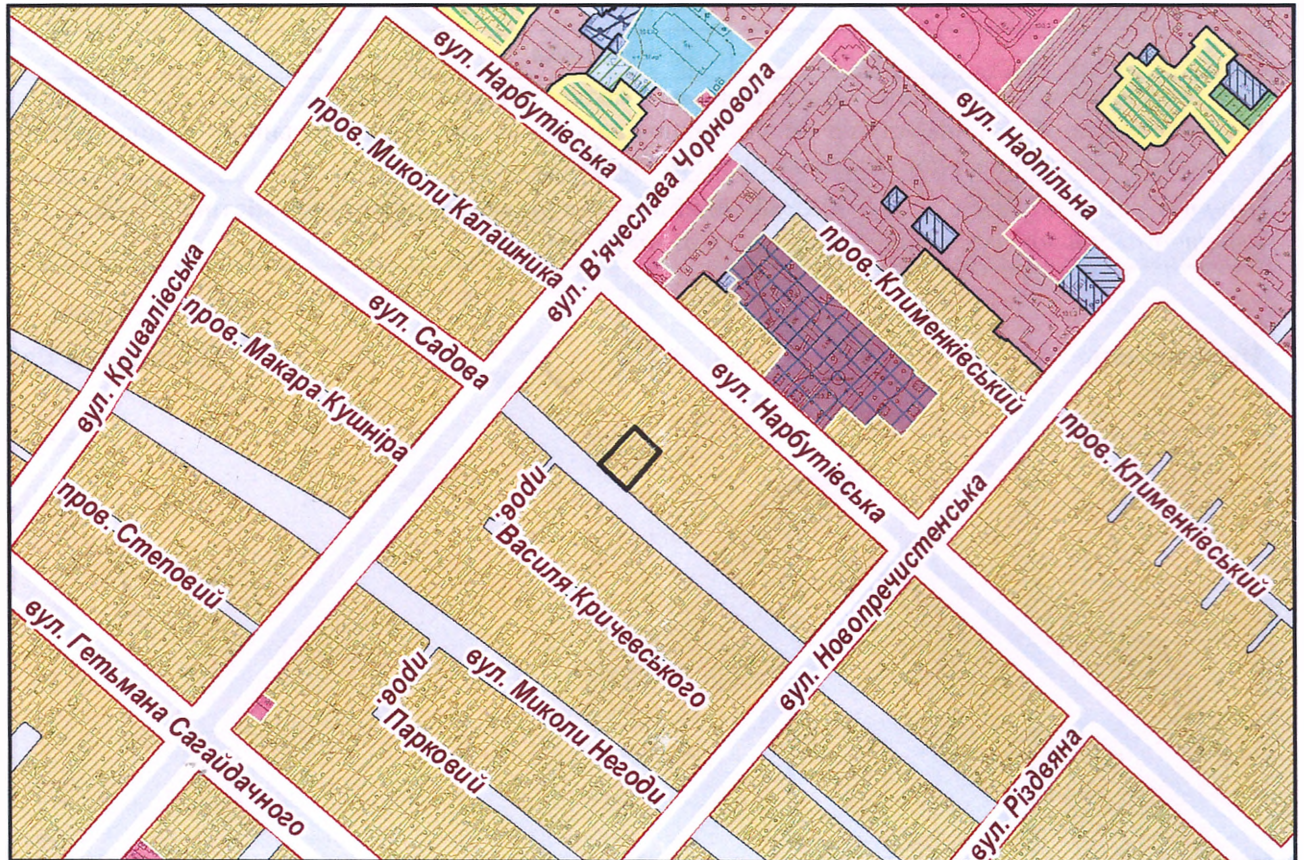 вул. Нарбутівська
пров. Миколи Калашника
вул. В'ячеслава Чорновола
вул. Надпільна
пров. Клименківський
вул. Кривалівська
пров. Макара Кушніра
вул. Садова
вул. Нарбутівська
пров. Клименківський
пров. Степовий
пров.
Василя Кричевського
вул. Новопречистенська
вул. Гетьмана Сагайдачного
пров.
Парковий
вул. Миколи Негоди
вул. Різдвяна